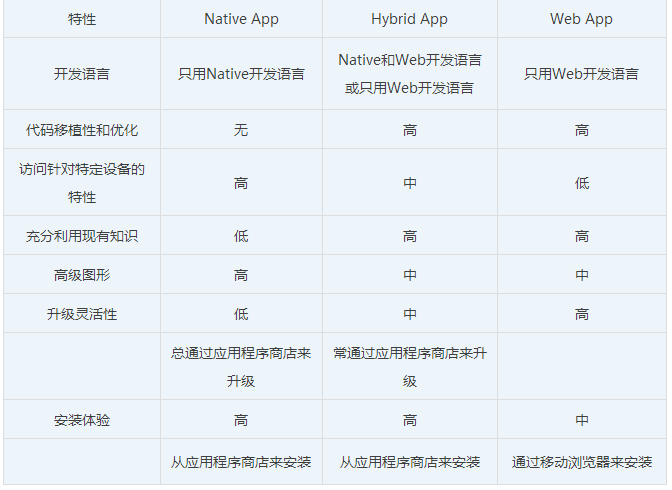 特性 Native App Hybrid App Web App
开发语言 只用Native开发语言 Native和Web开发语言
或只用Web开发语言 只用Web开发语言
代码移植性和优化 无 高 高
访问针对特定设备的
特性 高 中 低
充分利用现有知识 低 高 高
高级图形 高 中 中
升级灵活性 低 中 高
总通过应用程序商店来
升级 常通过应用程序商店来升
级
安装体验 高 高 中
从应用程序商店来安装 从应用程序商店来安装 通过移动浏览器来安装